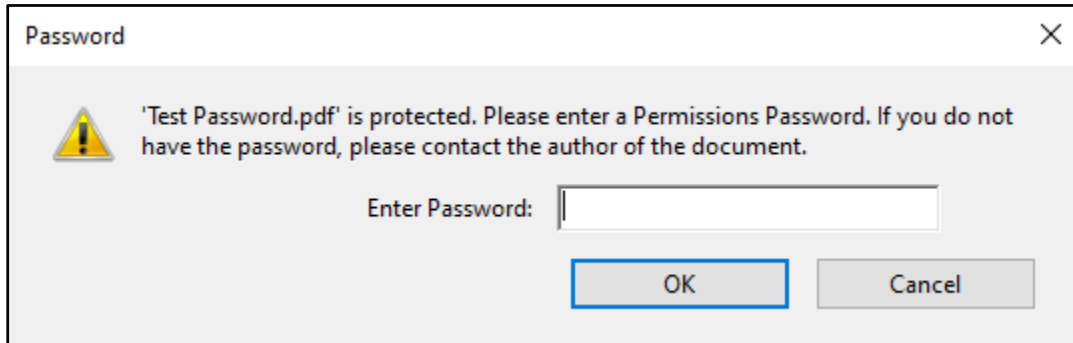 Password
'Test Password.pdf' is protected. Please enter a Permissions Password. If you do not
have the password, please contact the author of the document.
Enter Password:
OK Cancel